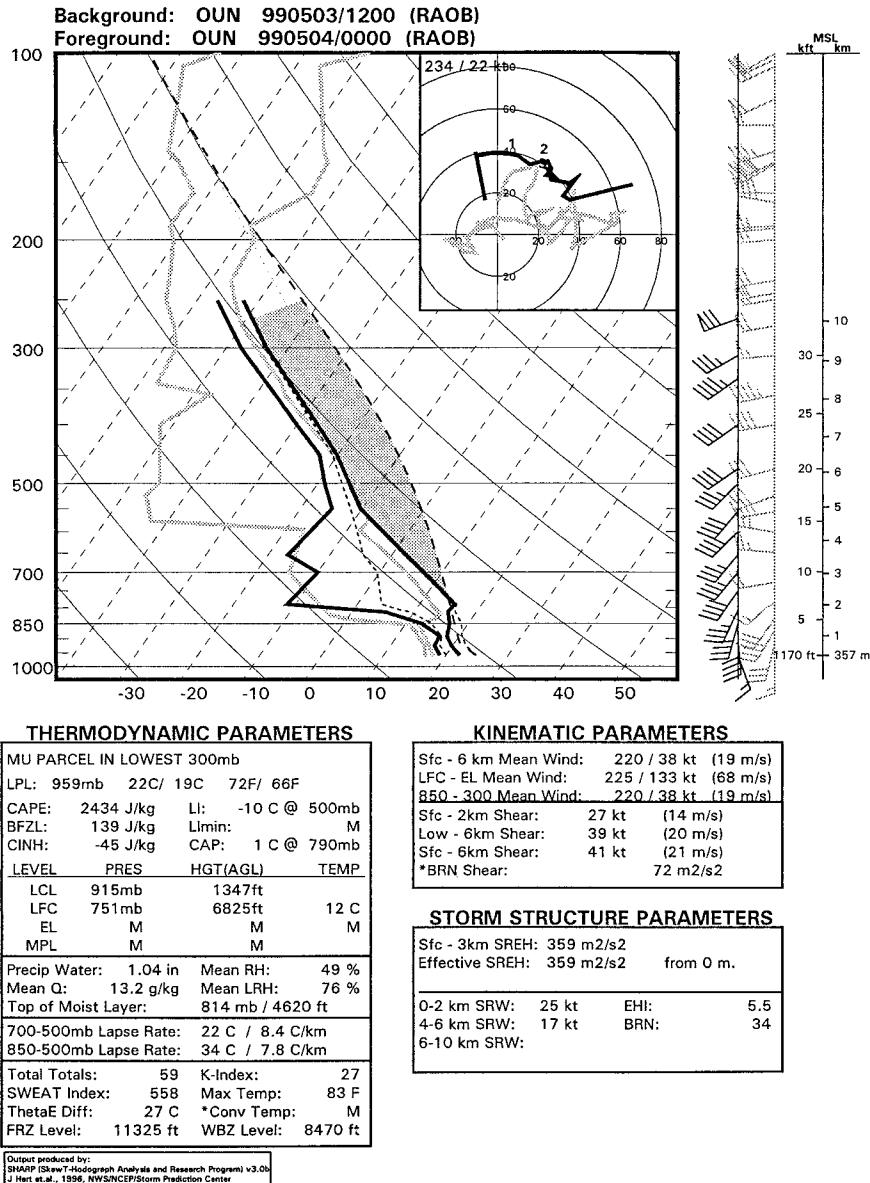 Background: OUN 990503/1200 (RAOB)
Foreground: OUN 990504/0000 (RAOB)
MSL
kft km
100
200
300
500
700
850
1000
-30 -20 -10 0 10 20 30 40 50
234 / 22 kt
60
40
20
20
20 40 60 80
1 2
10
30 9
8
25
7
20 6
5
15
4
10 3
2
5
1
1170 ft 357 m
THERMODYNAMIC PARAMETERS
MU PARCEL IN LOWEST 300mb
LPL: 959mb 22C/ 19C 72F/ 66F
CAPE: 2434 J/kg LI: -10 C @ 500mb
BFZL: 139 J/kg LImin: M
CINH: -45 J/kg CAP: 1 C @ 790mb
LEVEL PRES HGT(AGL) TEMP
LCL 915mb 1347ft
LFC 751mb 6825ft 12 C
EL M M M
MPL M M
Precip Water: 1.04 in Mean RH: 49 %
Mean Q: 13.2 g/kg Mean LRH: 76 %
Top of Moist Layer: 814 mb / 4620 ft
700-500mb Lapse Rate: 22 C / 8.4 C/km
850-500mb Lapse Rate: 34 C / 7.8 C/km
Total Totals: 59 K-Index: 27
SWEAT Index: 558 Max Temp: 83 F
ThetaE Diff: 27 C *Conv Temp: M
FRZ Level: 11325 ft WBZ Level: 8470 ft
Output produced by:
SHARP (SkewT-Hodograph Analysis and Research Program) v3.0b
J Hart et.al., 1996, NWS/NCEP/Storm Prediction Center
KINEMATIC PARAMETERS
Sfc - 6 km Mean Wind: 220 / 38 kt (19 m/s)
LFC - EL Mean Wind: 225 / 133 kt (68 m/s)
850 - 300 Mean Wind: 220 / 38 kt (19 m/s)
Sfc - 2km Shear: 27 kt (14 m/s)
Low - 6km Shear: 39 kt (20 m/s)
Sfc - 6km Shear: 41 kt (21 m/s)
*BRN Shear: 72 m2/s2
STORM STRUCTURE PARAMETERS
Sfc - 3km SREH: 359 m2/s2
Effective SREH: 359 m2/s2 from 0 m.
0-2 km SRW: 25 kt EHI: 5.5
4-6 km SRW: 17 kt BRN: 34
6-10 km SRW: